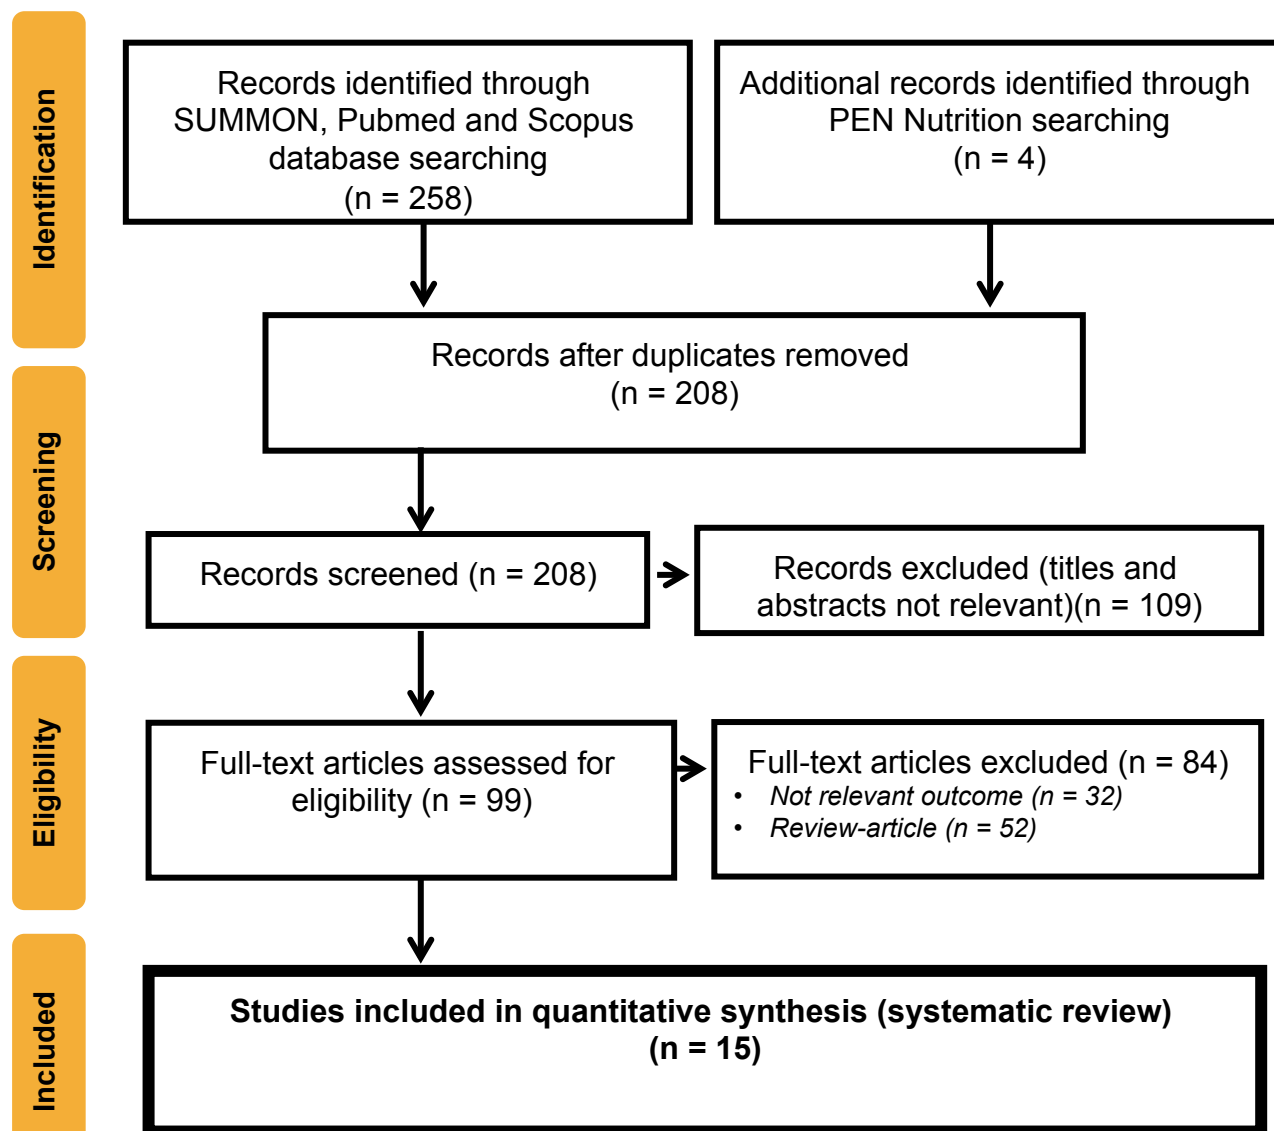 Identification
Records identified through
SUMMON, Pubmed and Scopus
database searching
(n = 258)
Additional records identified through
PEN Nutrition searching
(n = 4)
Records after duplicates removed
(n = 208)
Screening
Records screened (n = 208)
Records excluded (titles and
abstracts not relevant)(n = 109)
Eligibility
Full-text articles assessed for
eligibility (n = 99)
Full-text articles excluded (n = 84)
• Not relevant outcome (n = 32)
• Review-article (n = 52)
Included
Studies included in quantitative synthesis (systematic review)
(n = 15)